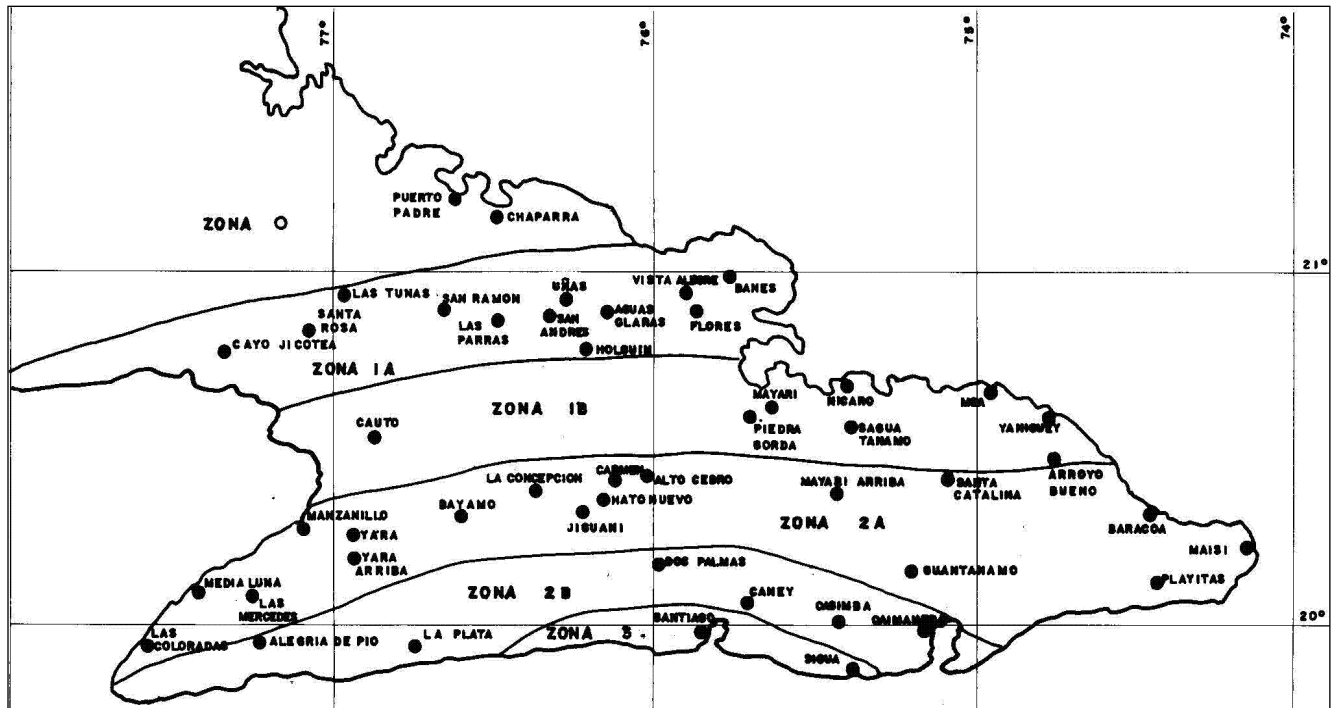 77°
76°
75°
74°
PUERTO
PADRE
CHAPARRA
ZONA O
21°
VISTA ALEGRE
BANES
UÑAS
LAS TUNAS
SAN RAMON
SANTA
ROSA
LAS
PARRAS
SAN
ANDRES
AGUAS
GLARAS
FLORES
CAYO JICOTEA
HOLGUIN
ZONA 1A
ZONA 1B
MAYARI
NICARO
MOA
CAUTO
PIEDRA
GORDA
SAGUA
TANAMO
YANIGUEY
CARMEN
LA CONCEPCION
ALTO CEDRO
MAYARI ARRIBA
SANTA
CATALINA
ARROYO
BUENO
HATO NUEVO
BAYAMO
JIGUANI
MANZANILLO
ZONA 2A
BARACOA
YARA
YARA
ARRIBA
MAISI
DOS PALMAS
GUANTANAMO
PLAYITAS
MEDIA LUNA
LAS
MERCEDES
ZONA 2B
CANEY
20°
LAS
COLORADAS
ALEGRIA DE PIO
LA PLATA
ZONA 3
SANTIAGO
SIGUA